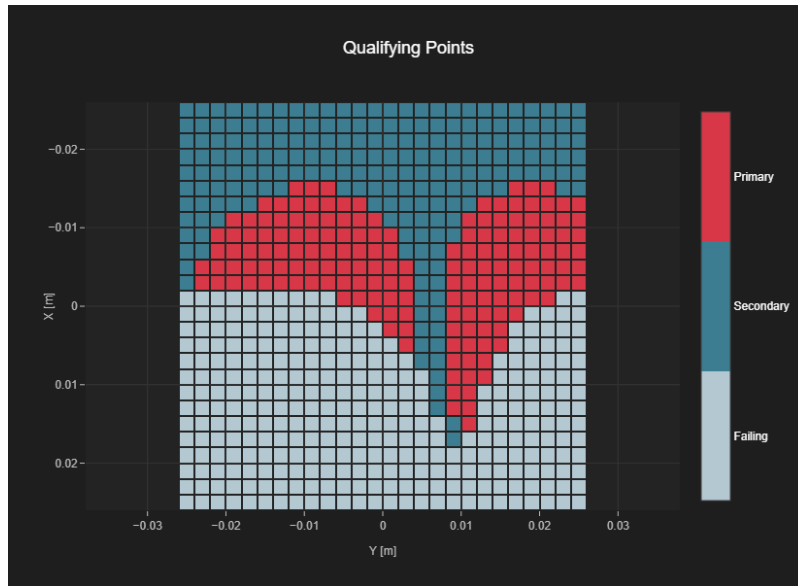 Qualifying Points
−0.02
−0.01
0
0.01
0.02
X [m]
−0.03
−0.02
−0.01
0
0.01
0.02
0.03
Y [m]
Primary
Secondary
Failing